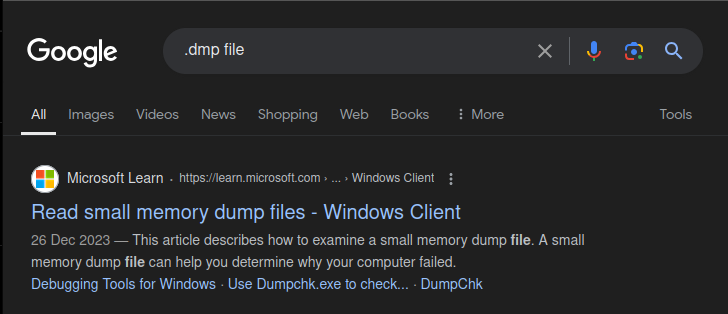 Google
.dmp file
All Images Videos News Shopping Web Books More Tools
Microsoft Learn · https://learn.microsoft.com › ... › Windows Client
Read small memory dump files - Windows Client
26 Dec 2023 — This article describes how to examine a small memory dump file. A small
memory dump file can help you determine why your computer failed.
Debugging Tools for Windows · Use Dumpchk.exe to check... · DumpChk